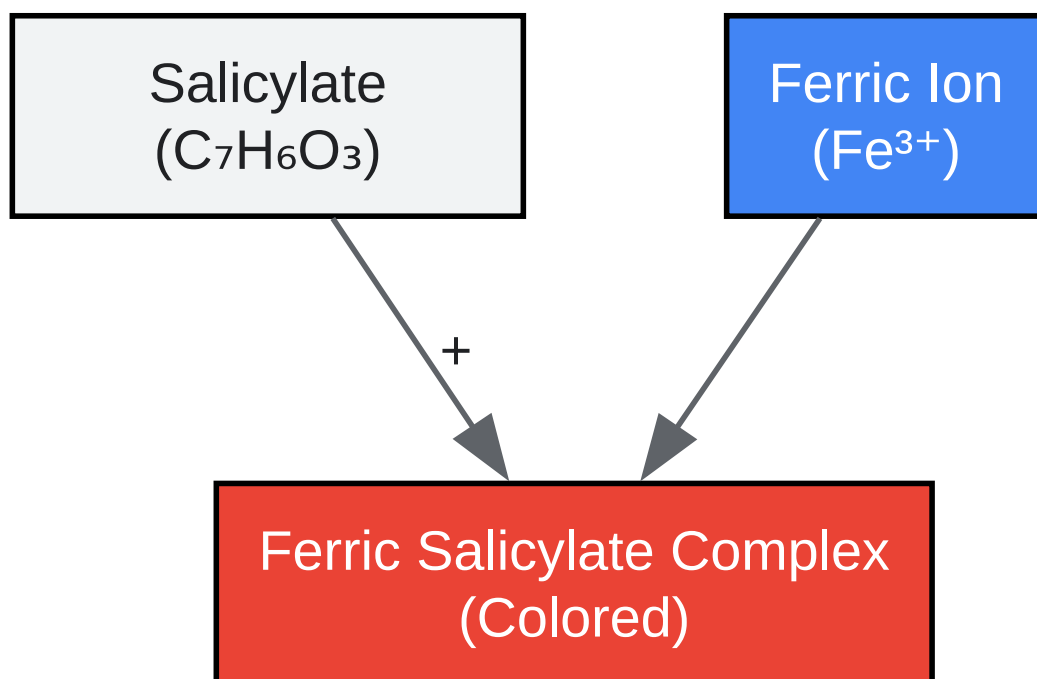 Salicylate
(C₇H₆O₃)
Ferric Ion
(Fe³⁺)
+
Ferric Salicylate Complex
(Colored)